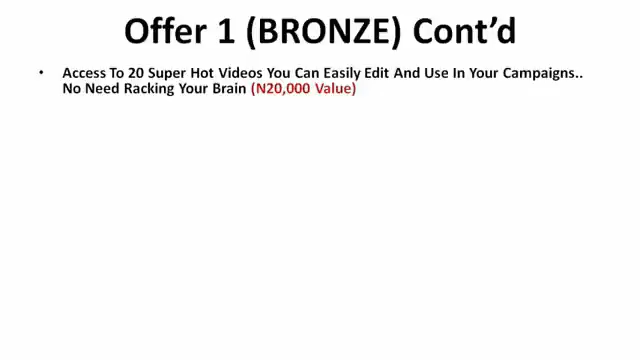 Offer 1 (BRONZE) Cont’d
• Access To 20 Super Hot Videos You Can Easily Edit And Use In Your Campaigns..
No Need Racking Your Brain (N20,000 Value)